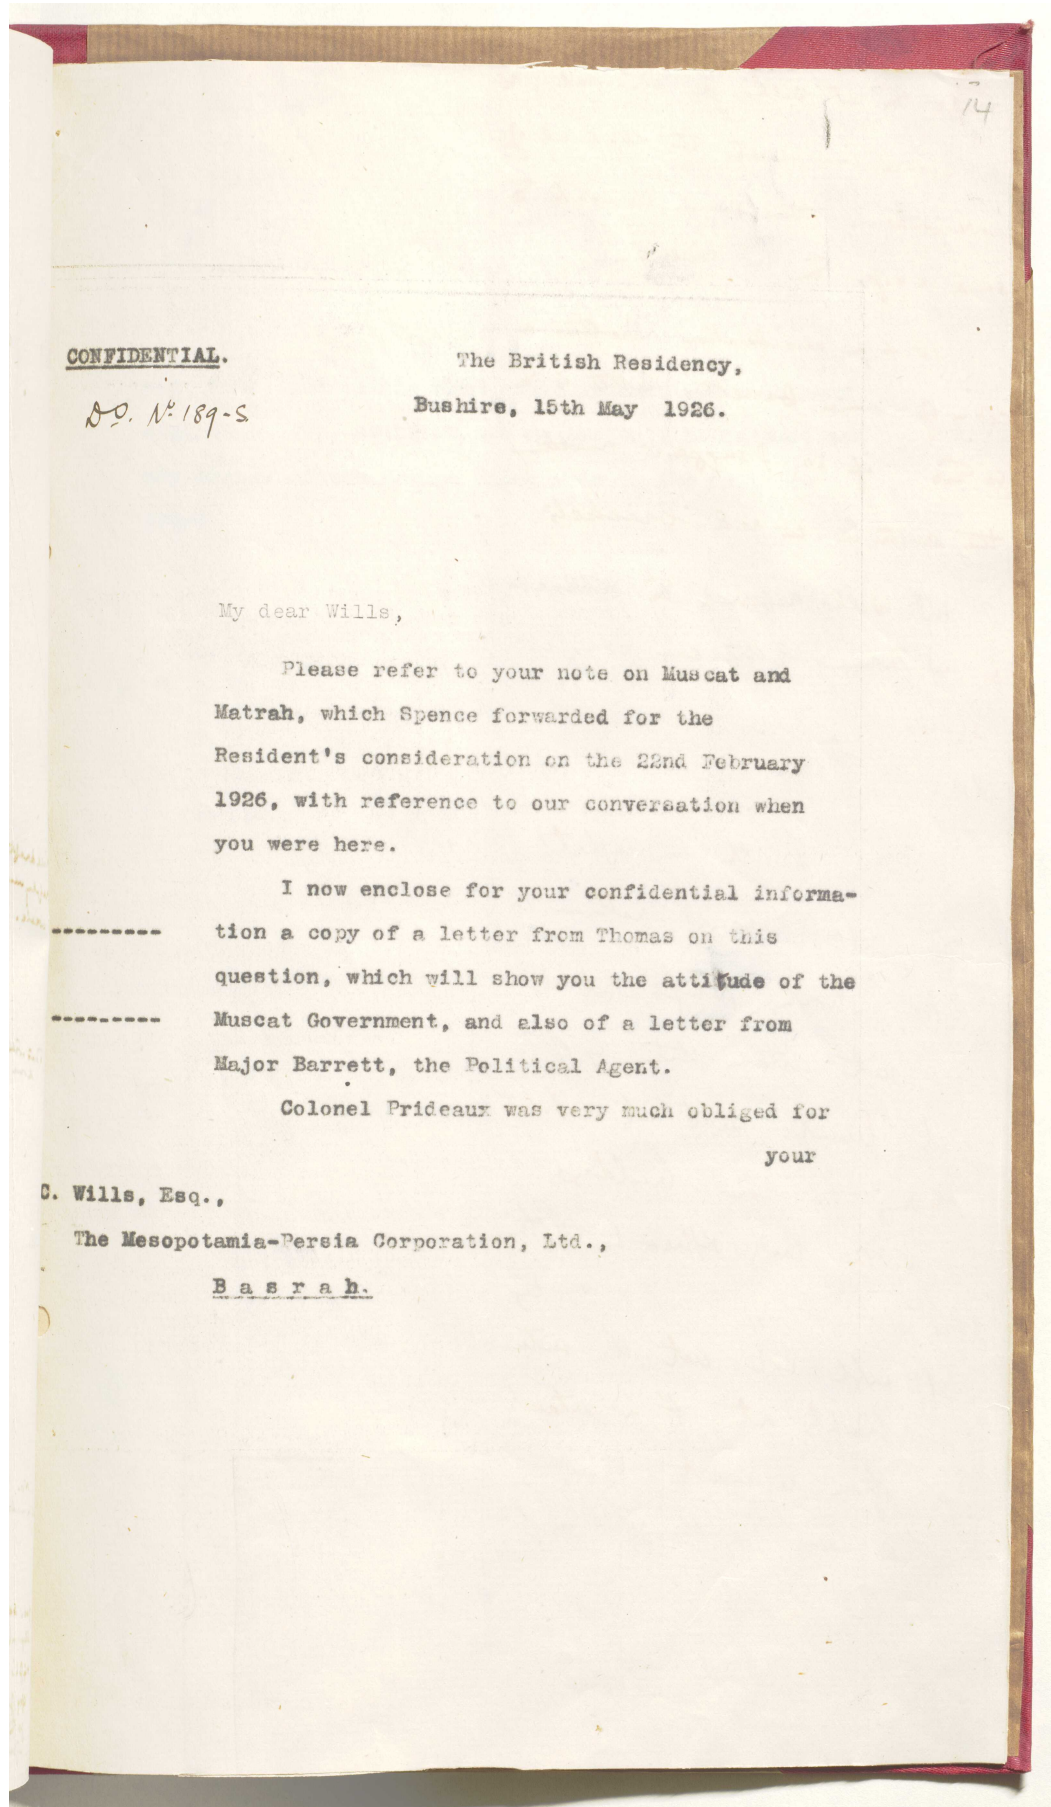 14
CONFIDENTIAL.
The British Residency,
D.O. No. 189-S
Bushire, 15th May 1926.
My dear Wills,
Please refer to your note on Muscat and
Matrah, which Spence forwarded for the
Resident's consideration on the 22nd February
1926, with reference to our conversation when
you were here.
I now enclose for your confidential informa-
tion a copy of a letter from Thomas on this
question, which will show you the attitude of the
Muscat Government, and also of a letter from
Major Barrett, the Political Agent.
Colonel Prideaux was very much obliged for
your
C. Wills, Esq.,
The Mesopotamia-Persia Corporation, Ltd.,
Basrah.